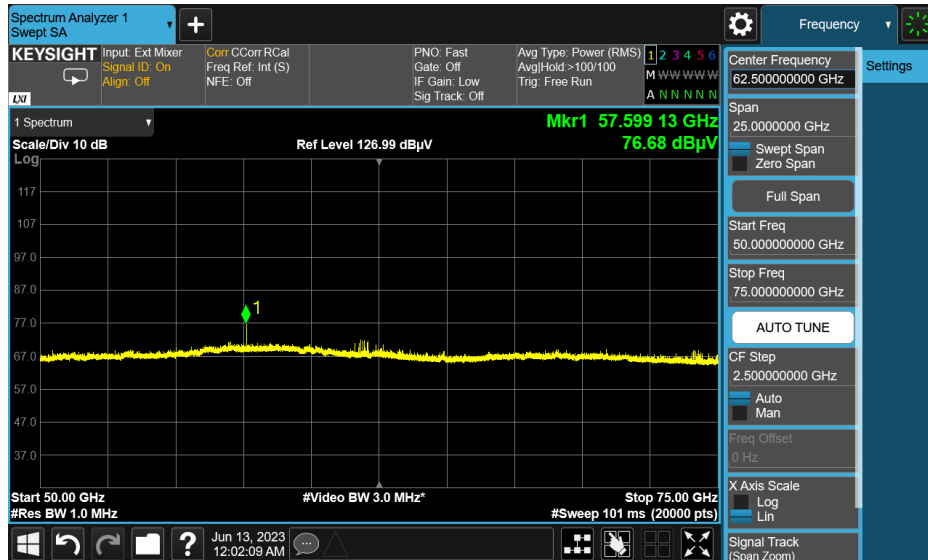 Spectrum Analyzer 1
Swept SA
+
Frequency
KEYSIGHT
LXI
Input: Ext Mixer
Signal ID: On
Align: Off
Corr CCorr RCal
Freq Ref: Int (S)
NFE: Off
PNO: Fast
Gate: Off
IF Gain: Low
Sig Track: Off
Avg Type: Power (RMS)
Avg|Hold:>100/100
Trig: Free Run
1 2 3 4 5 6
M W W W W W
A N N N N N
Center Frequency
62.500000000 GHz
Settings
Span
25.0000000 GHz
Swept Span
Zero Span
Full Span
Start Freq
50.000000000 GHz
Stop Freq
75.000000000 GHz
AUTO TUNE
CF Step
2.500000000 GHz
Auto
Man
Freq Offset
0 Hz
X Axis Scale
Log
Lin
Signal Track
(Span Zoom)
1 Spectrum
Mkr1 57.599 13 GHz
76.68 dBµV
Scale/Div 10 dB
Ref Level 126.99 dBµV
Log
117
107
97.0
87.0
1
77.0
67.0
57.0
47.0
37.0
Start 50.00 GHz
#Video BW 3.0 MHz*
Stop 75.00 GHz
#Res BW 1.0 MHz
#Sweep 101 ms (20000 pts)
?
Jun 13, 2023
12:02:09 AM